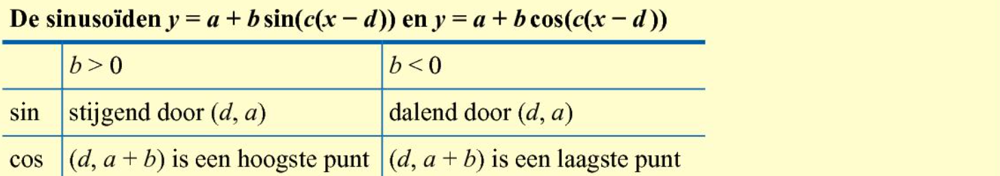 De sinusoïden y = a + b sin(c(x − d)) en y = a + b cos(c(x − d))
b > 0 b < 0
sin stijgend door (d, a) dalend door (d, a)
cos (d, a + b) is een hoogste punt (d, a + b) is een laagste punt